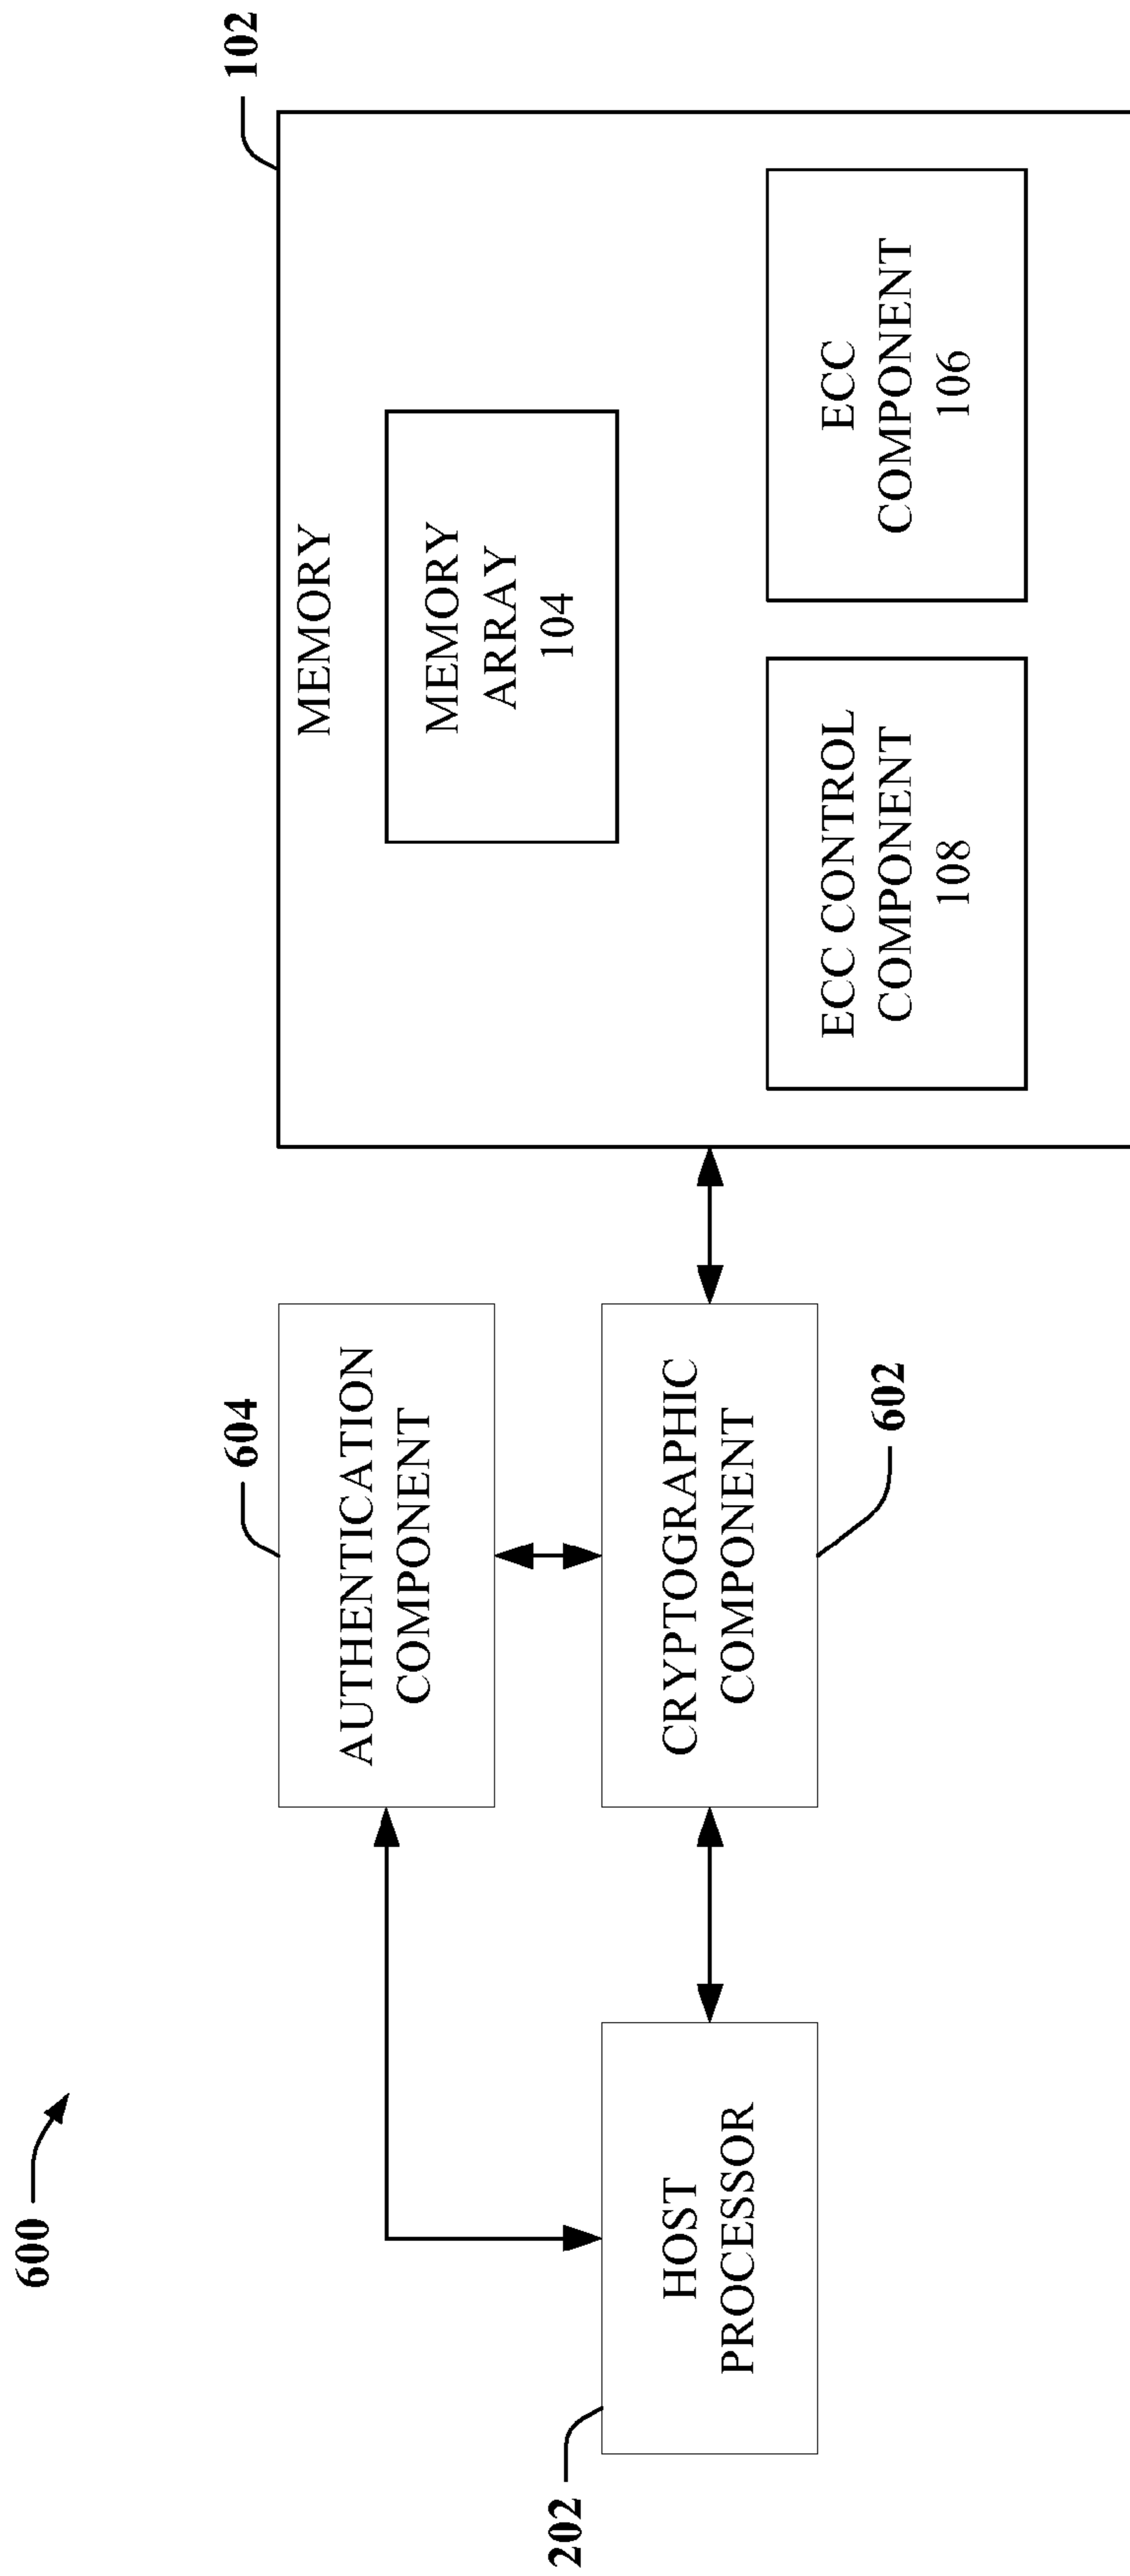 600
102
MEMORY
MEMORY
ARRAY
104
ECC CONTROL
COMPONENT
108
ECC
COMPONENT
106
604
AUTHENTICATION
COMPONENT
CRYPTOGRAPHIC
COMPONENT
602
202
HOST
PROCESSOR